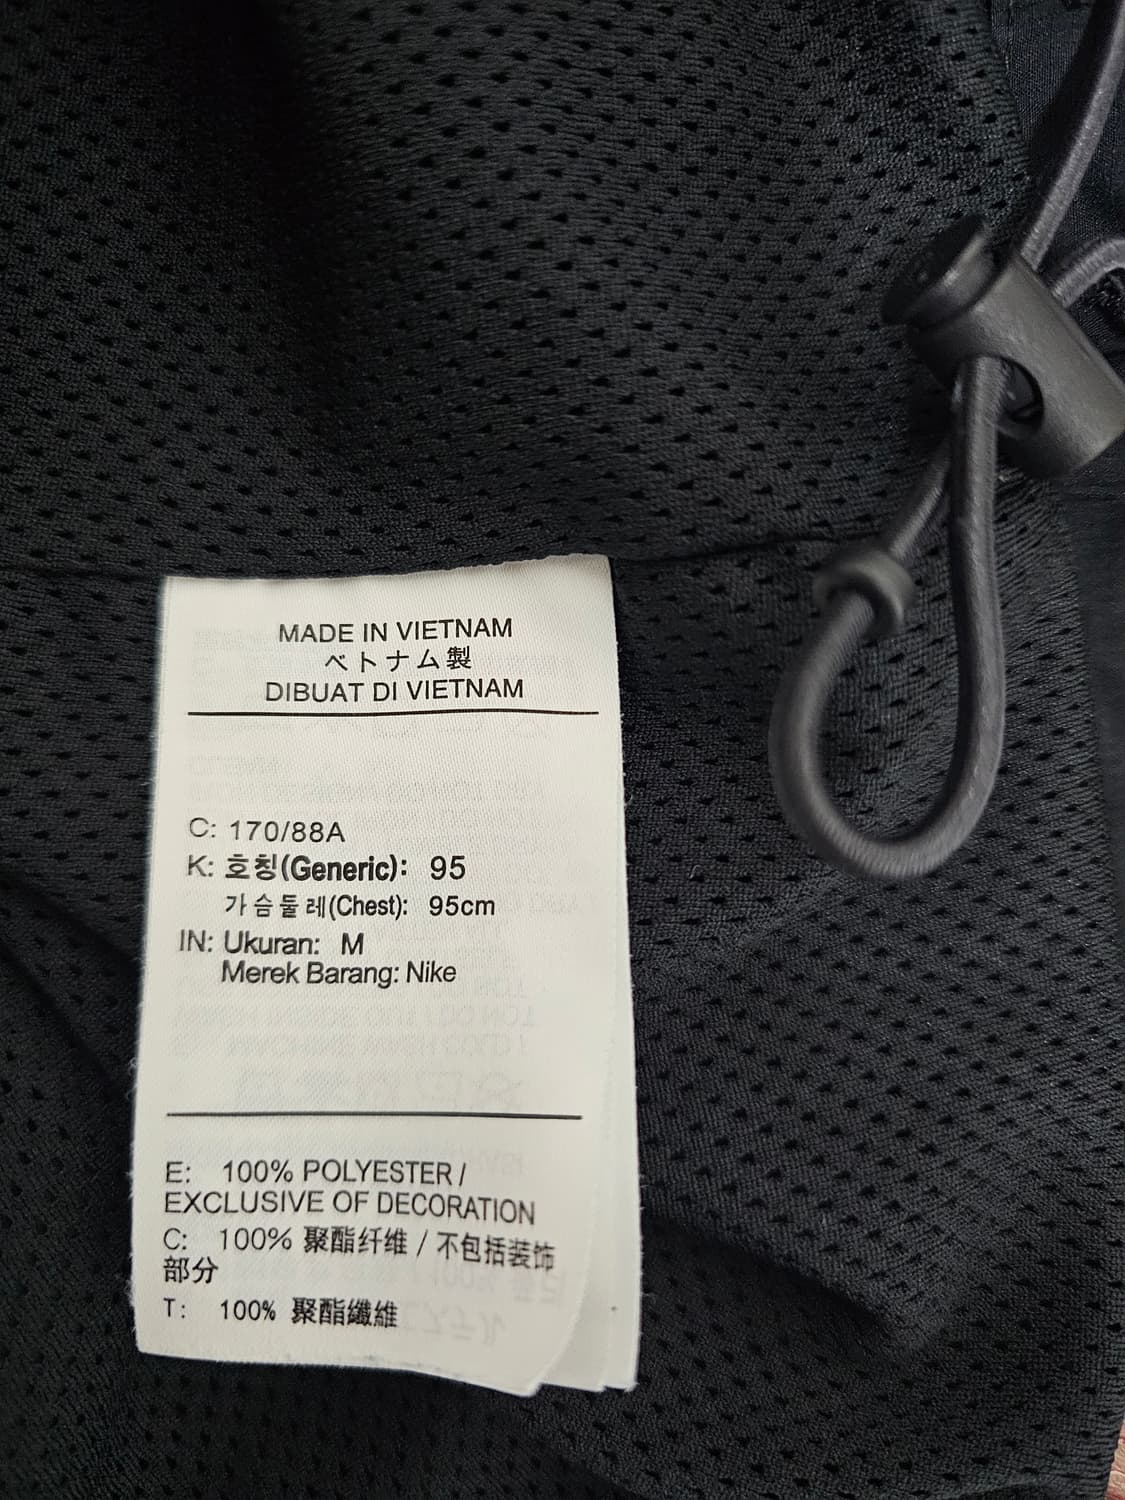 MADE IN VIETNAM
ベトナム製
DIBUAT DI VIETNAM
C: 170/88A
K: 호칭(Generic): 95
가슴둘레(Chest): 95cm
IN: Ukuran: M
Merek Barang: Nike
E: 100% POLYESTER /
EXCLUSIVE OF DECORATION
C: 100% 聚酯纤维 / 不包括装饰
部分
T: 100% 聚酯纖維